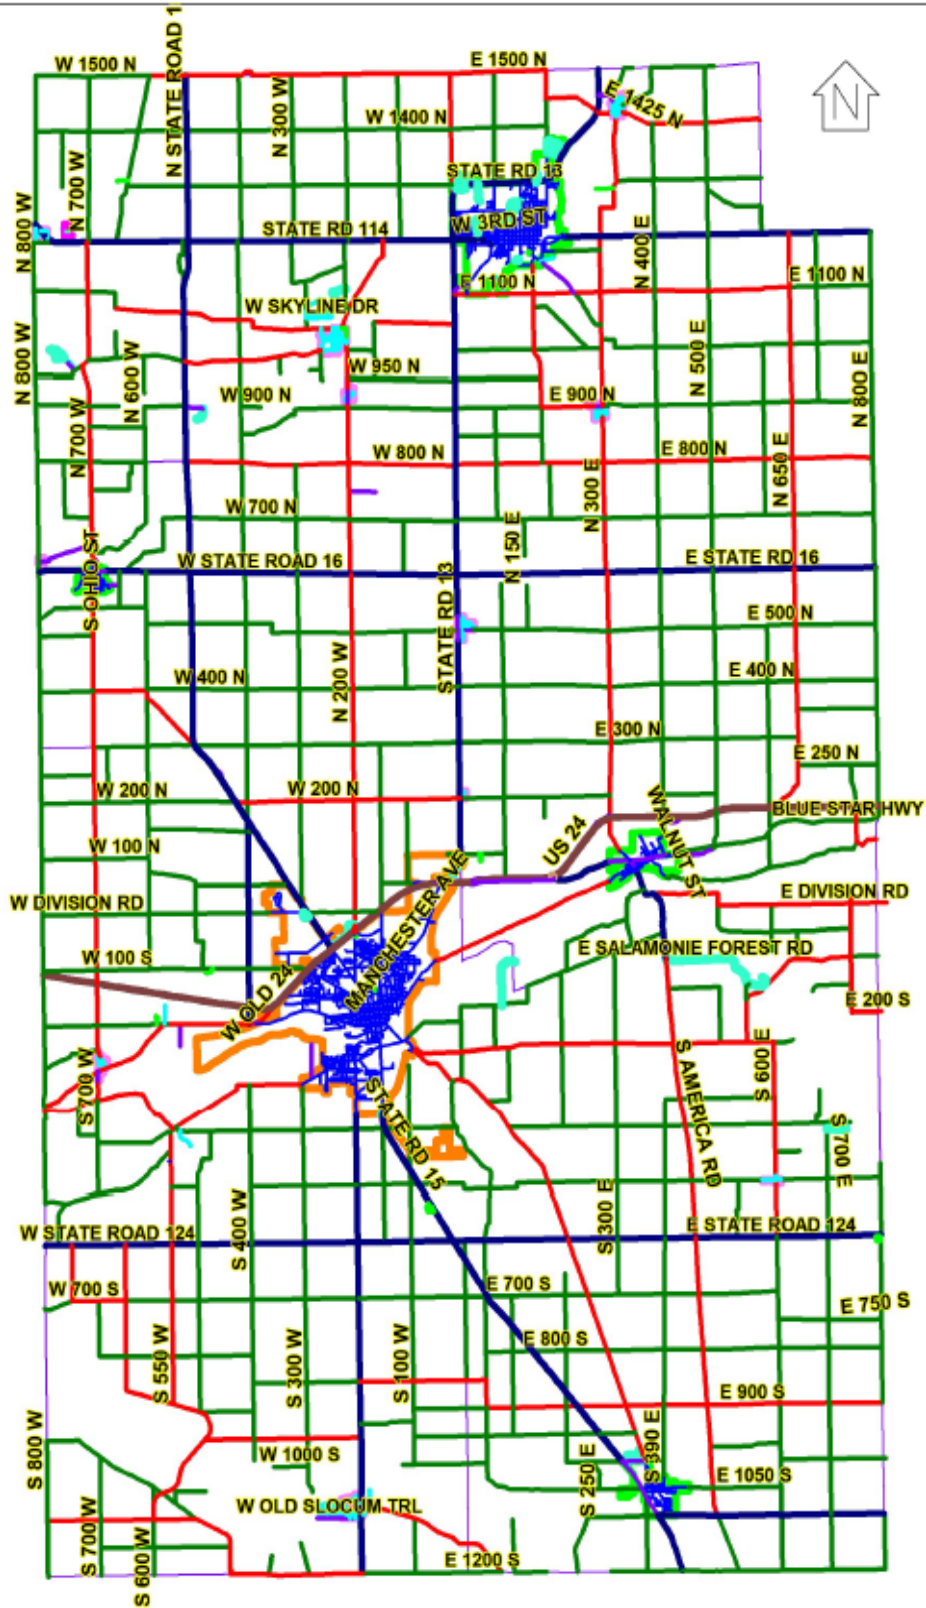 N STATE ROAD 1
W 1500 N
E 1500 N
N
E 1425 N
N 300 W
W 1400 N
N 700 W
STATE RD 13
N 800 W
STATE RD 114
W 3RD ST
N 400 E
E 1100 N
E 1100 N
W SKYLINE DR
N 800 W
N 600 W
W 950 N
N 500 E
N 800 E
W 900 N
E 900 N
N 700 W
W 800 N
E 800 N
N 650 E
N 300 E
W 700 N
N 150 E
S OHIO ST
W STATE ROAD 16
E STATE RD 16
STATE RD 13
E 500 N
N 200 W
W 400 N
E 400 N
E 300 N
E 250 N
W 200 N
W 200 N
WALNUT ST
BLUE STAR HWY
US 24
W 100 N
W DIVISION RD
MANCHESTER AVE
E DIVISION RD
E SALAMONIE FOREST RD
W 100 S
W OLD 24
E 200 S
S 700 W
S AMERICA RD
S 600 E
STATE RD 15
S 700 E
S 400 W
S 300 E
W STATE ROAD 124
E STATE ROAD 124
W 700 S
E 700 S
E 750 S
E 800 S
S 550 W
S 300 W
S 100 W
E 900 S
S 800 W
W 1000 S
S 250 E
S 390 E
E 1050 S
W OLD SLOCUM TRL
S 700 W
S 600 W
E 1200 S